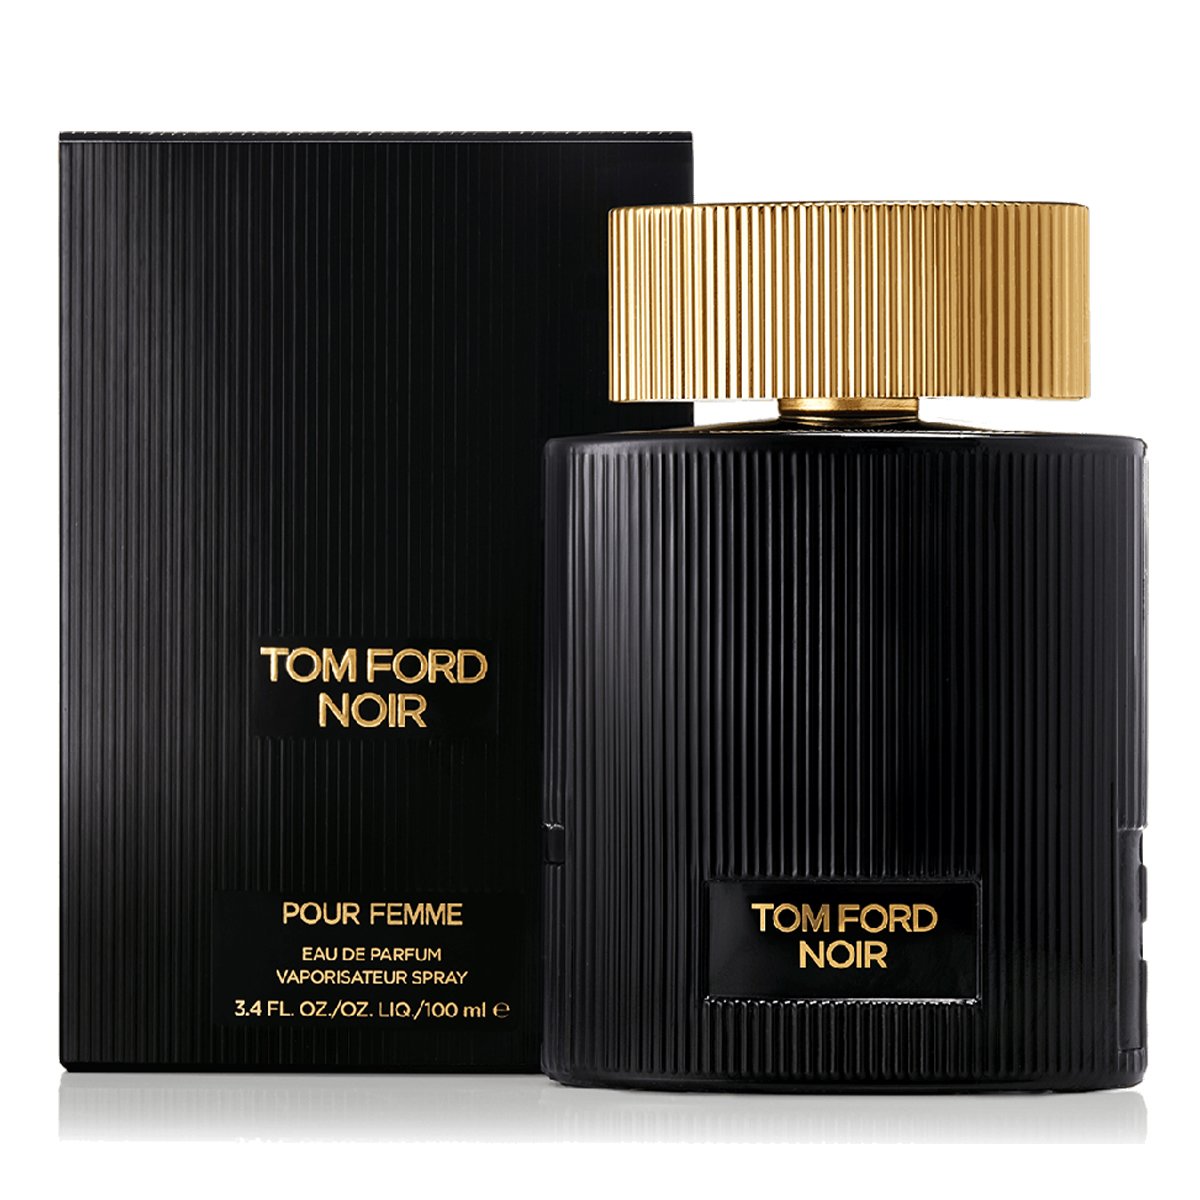 TOM FORD
NOIR
POUR FEMME
EAU DE PARFUM
VAPORISATEUR SPRAY
3.4 FL. OZ./OZ. LIQ./100 ml ℮
TOM FORD
NOIR